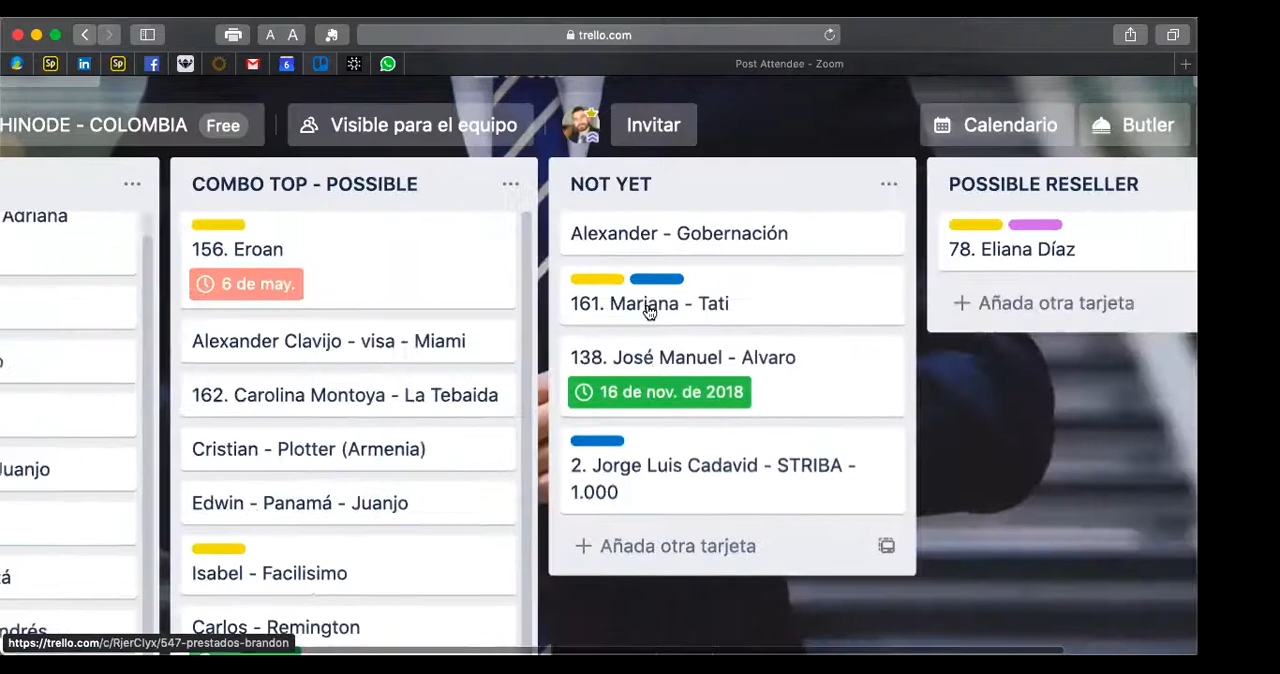 A A
trello.com
Sp
in
Sp
f
6
Post Attendee - Zoom
HINODE - COLOMBIA
Free
Visible para el equipo
Invitar
Calendario
Butler
Adriana
Juanjo
COMBO TOP - POSSIBLE
156. Eroan
6 de may.
Alexander Clavijo - visa - Miami
162. Carolina Montoya - La Tebaida
Cristian - Plotter (Armenia)
Edwin - Panamá - Juanjo
Isabel - Facilisimo
Carlos - Remington
NOT YET
Alexander - Gobernación
161. Mariana - Tati
138. José Manuel - Alvaro
16 de nov. de 2018
2. Jorge Luis Cadavid - STRIBA -
1.000
Añada otra tarjeta
POSSIBLE RESELLER
78. Eliana Díaz
Añada otra tarjeta
https://trello.com/c/RjerClyx/547-prestados-brandon